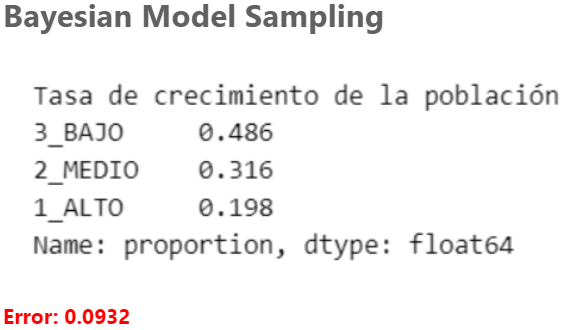 Bayesian Model Sampling
Tasa de crecimiento de la población
3_BAJO 0.486
2_MEDIO 0.316
1_ALTO 0.198
Name: proportion, dtype: float64
Error: 0.0932